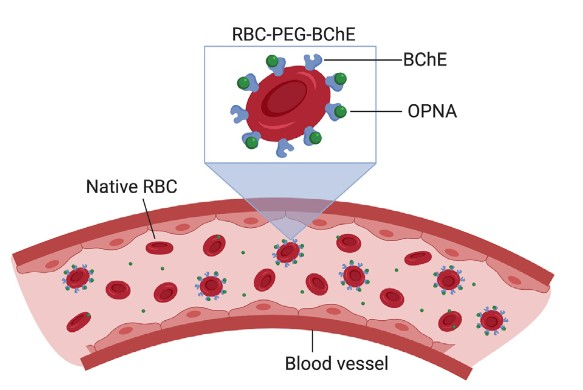 RBC-PEG-BChE
BChE
OPNA
Native RBC
Blood vessel